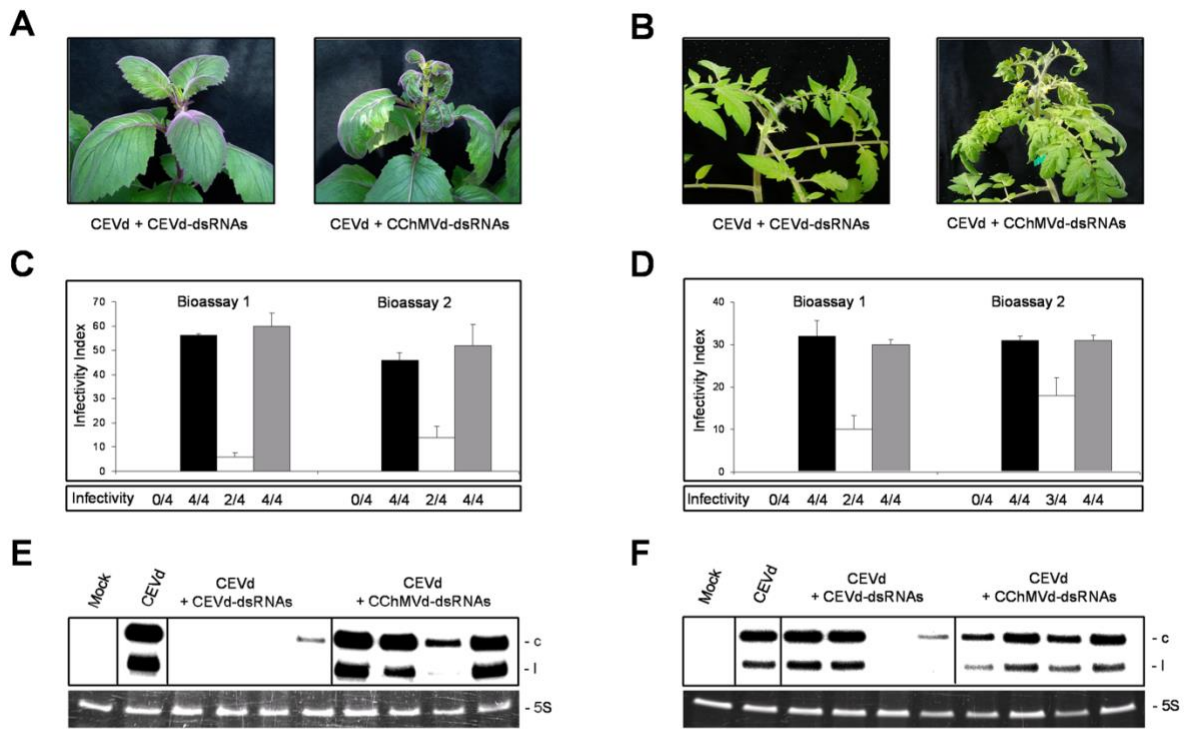 A
B
CEVd + CEVd-dsRNAs
CEVd + CChMVd-dsRNAs
CEVd + CEVd-dsRNAs
CEVd + CChMVd-dsRNAs
C
Infectivity Index
70
60
50
40
30
20
10
0
Bioassay 1
Bioassay 2
Infectivity 0/4 4/4 2/4 4/4 0/4 4/4 2/4 4/4
D
Infectivity Index
40
30
20
10
0
Bioassay 1
Bioassay 2
Infectivity 0/4 4/4 2/4 4/4 0/4 4/4 3/4 4/4
E
Mock
CEVd
CEVd
+ CEVd-dsRNAs
CEVd
+ CChMVd-dsRNAs
- c
- l
- 5S
F
Mock
CEVd
CEVd
+ CEVd-dsRNAs
CEVd
+ CChMVd-dsRNAs
- c
- l
- 5S